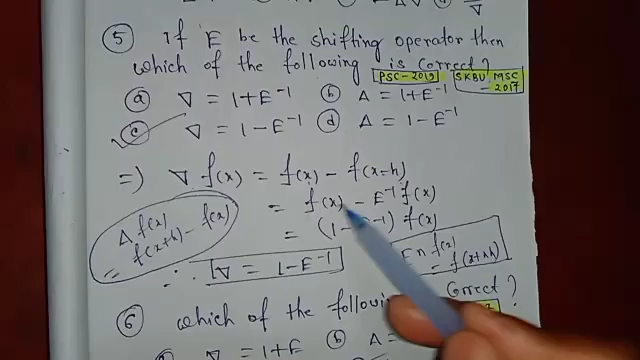 ⑤ If E be the shifting operator then
which of the following is correct?
PSC-2019 SKBU MSC - 2017
ⓐ ∇ = 1+E⁻¹ ⓑ Δ = 1+E⁻¹
ⓒ ∇ = 1-E⁻¹ ⓓ Δ = 1-E⁻¹
=> ∇ f(x) = f(x) - f(x-h)
= f(x) - E⁻¹ f(x)
= (1- ⁻¹) f(x)
Δ f(x)
= f(x+h) - f(x)
∴ ∇ = 1-E⁻¹
f(x)
= f(x+nh)
⑥ which of the following correct?
ⓐ ∇ = 1+E ⓑ Δ =